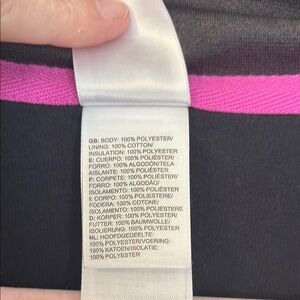 GB: BODY: 100% POLYESTER/
LINING: 100% COTTON/
INSULATION: 100% POLYESTER
E: CUERPO: 100% POLIÉSTER/
FORRO: 100% ALGODÓN/TELA
AISLANTE: 100% POLIÉSTER
P: CORPETE: 100% POLIÉSTER/
FORRO: 100% ALGODÃO/
ISOLAMENTO: 100% POLIÉSTER
I: CORPO: 100% POLIESTERE/
FODERA: 100% COTONE/
ISOLAMENTO: 100% POLIESTERE
D: KÖRPER: 100% POLYESTER/
FUTTER: 100% BAUMWOLLE/
ISOLIERUNG: 100% POLYESTER
NL: HOOFDGEDEELTE:
100% POLYESTER/VOERING:
100% KATOEN/ISOLATIE:
100% POLYESTER